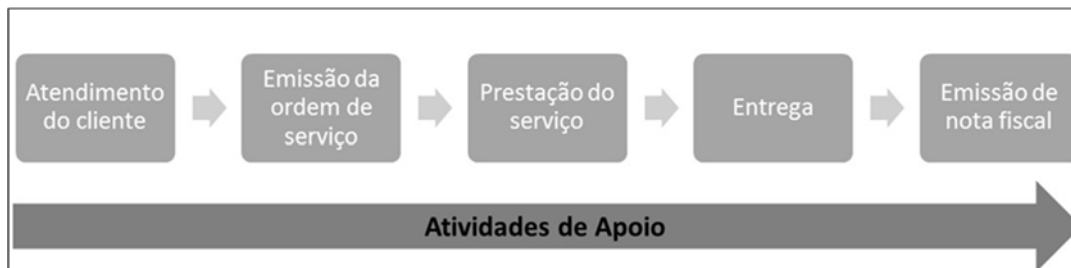 Atendimento
do cliente
Emissão da
ordem de
serviço
Prestação do
serviço
Entrega
Emissão de
nota fiscal
Atividades de Apoio